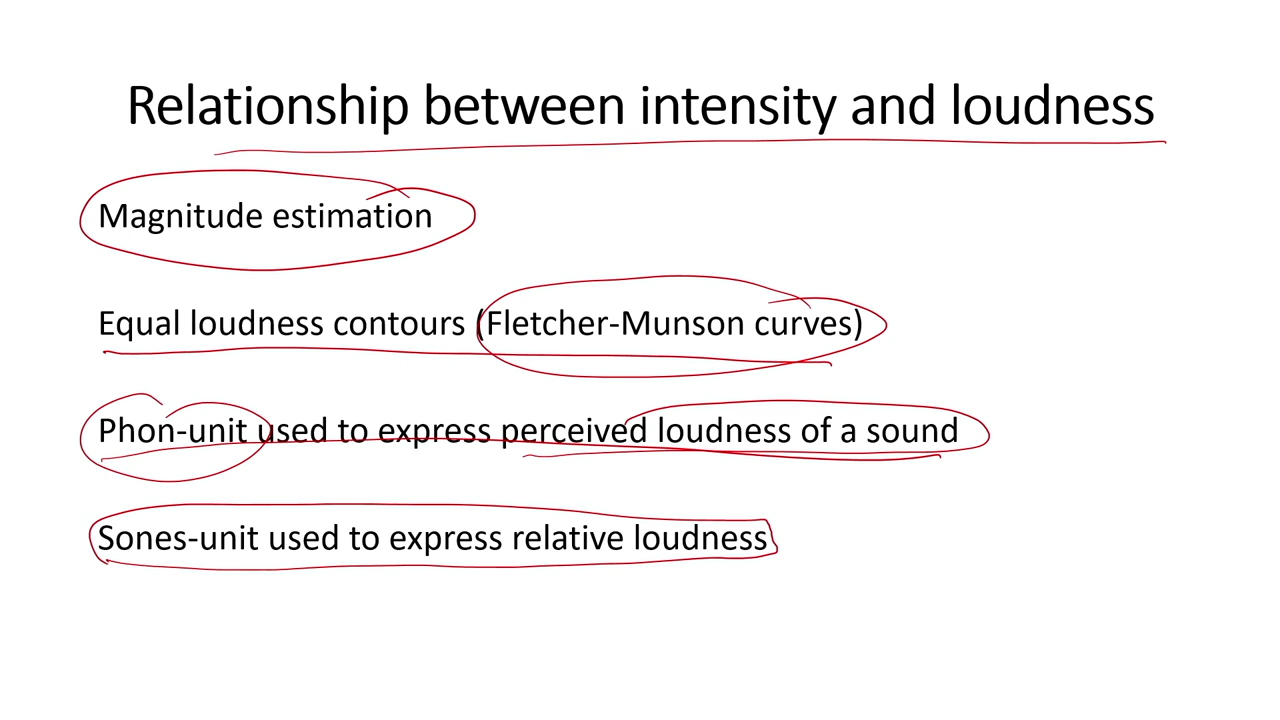 Relationship between intensity and loudness
Magnitude estimation
Equal loudness contours (Fletcher-Munson curves)
Phon-unit used to express perceived loudness of a sound
Sones-unit used to express relative loudness